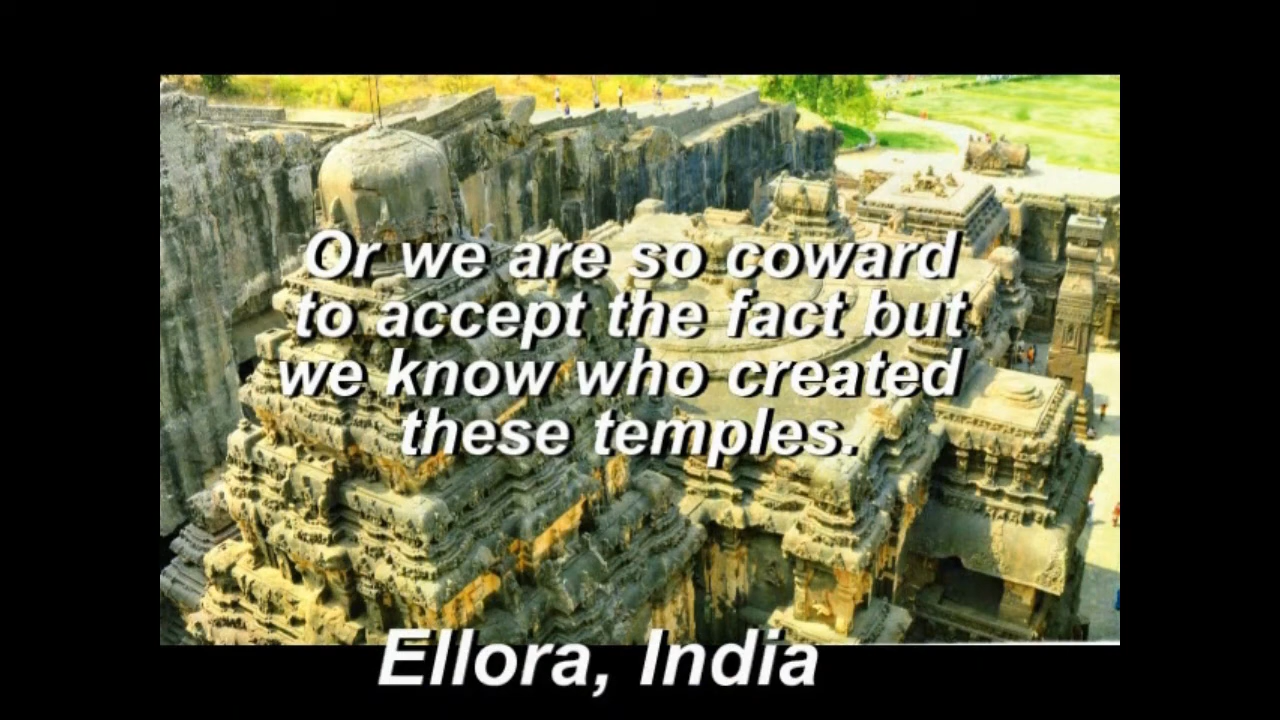 Or we are so coward
to accept the fact but
we know who created
these temples.
Ellora, India